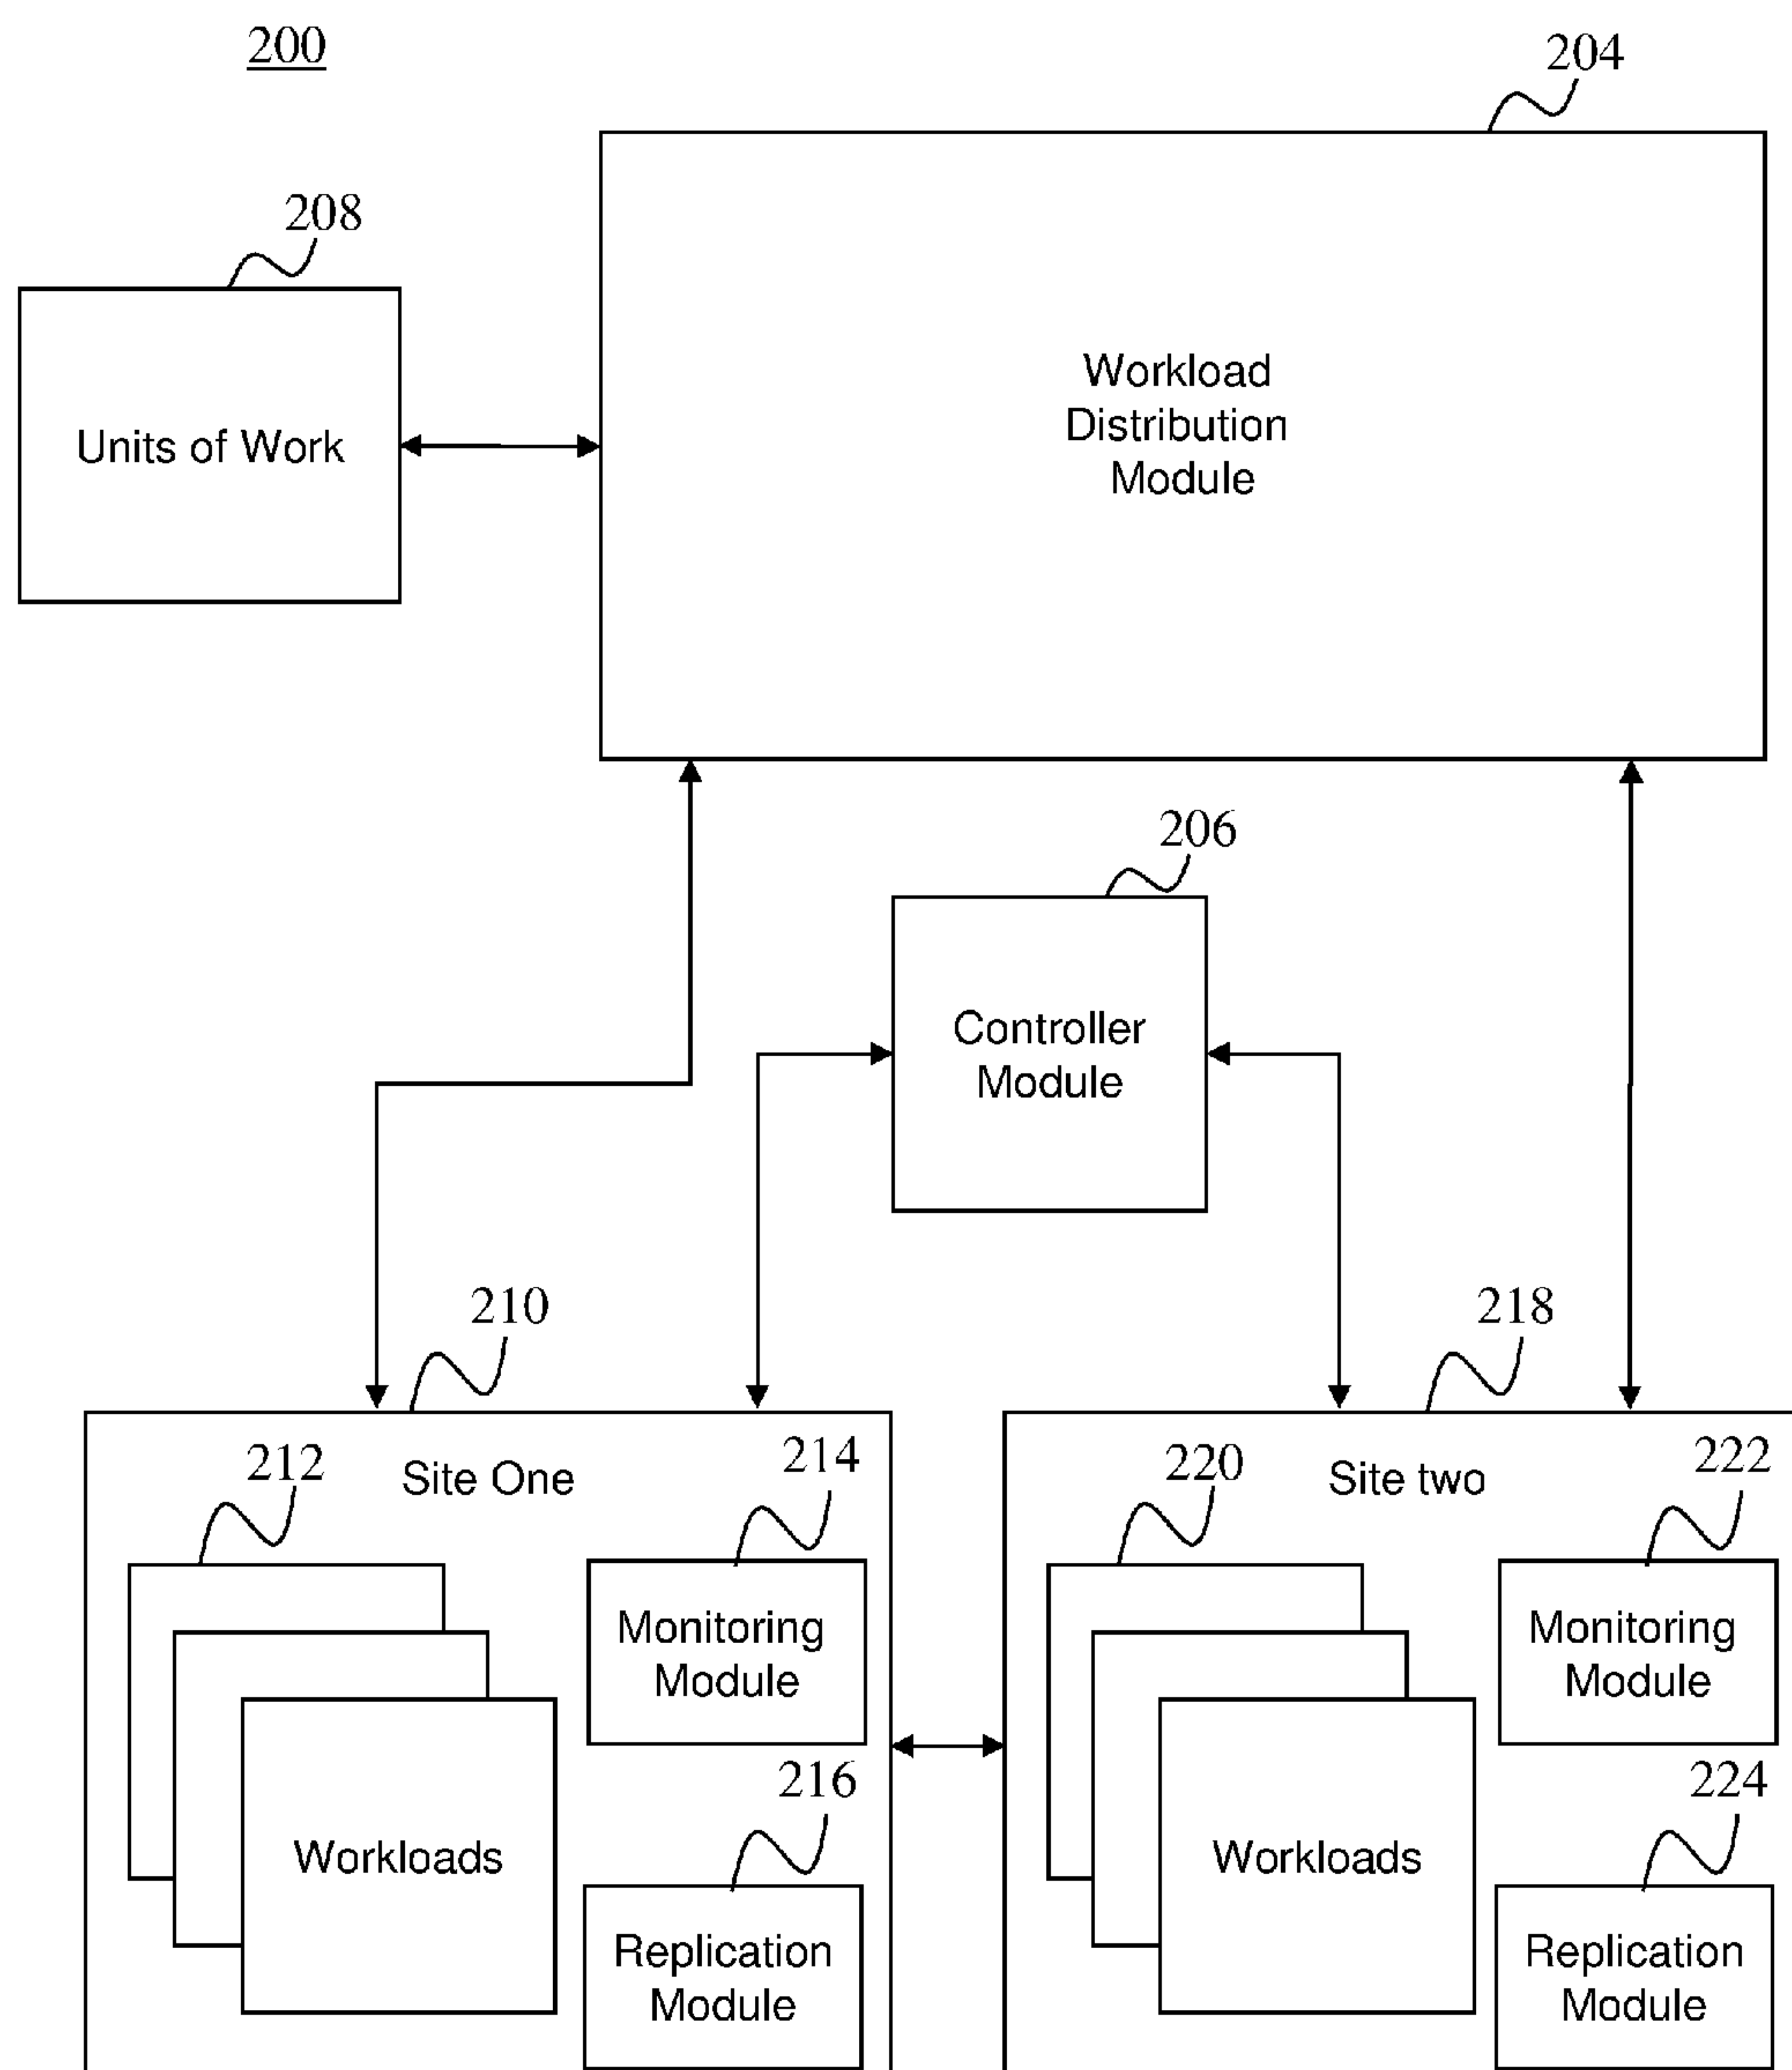 200
204
208
Workload
Distribution
Module
Units of Work
206
Controller
Module
210
218
212
Site One
214
220
Site two
222
Monitoring
Module
Monitoring
Module
216
224
Workloads
Workloads
Replication
Module
Replication
Module